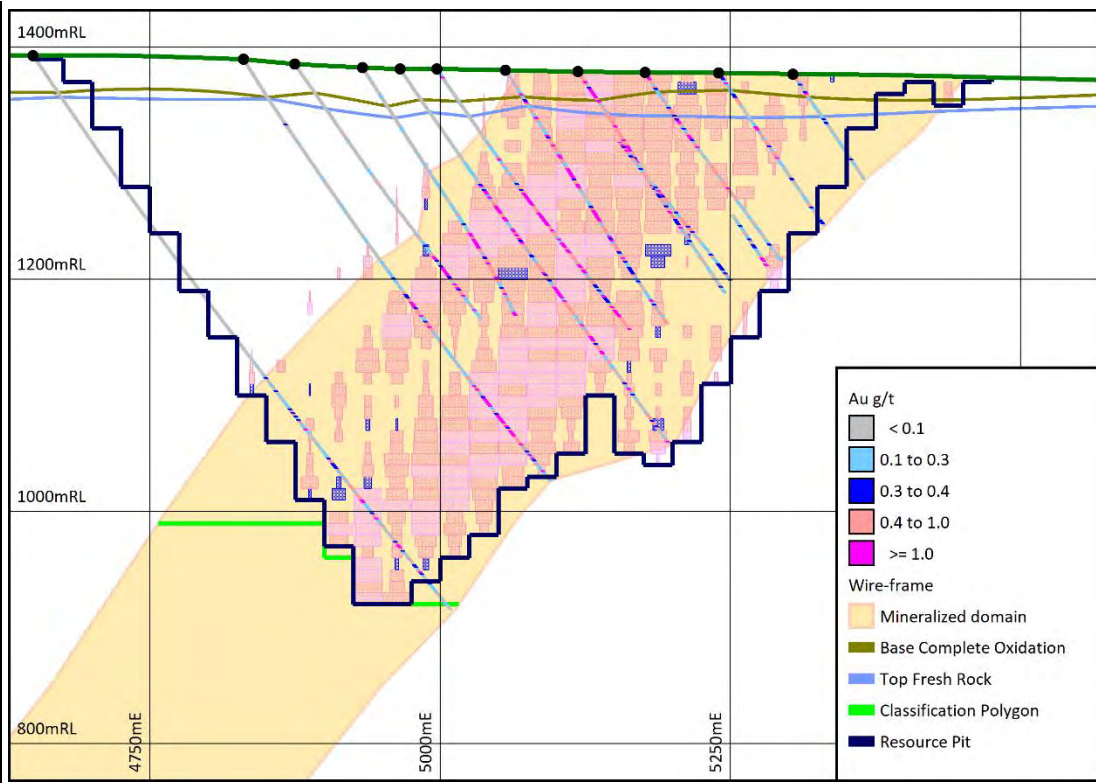 1400mRL
1200mRL
1000mRL
800mRL
4750mE
5000mE
5250mE
Au g/t
< 0.1
0.1 to 0.3
0.3 to 0.4
0.4 to 1.0
>= 1.0
Wire-frame
Mineralized domain
Base Complete Oxidation
Top Fresh Rock
Classification Polygon
Resource Pit